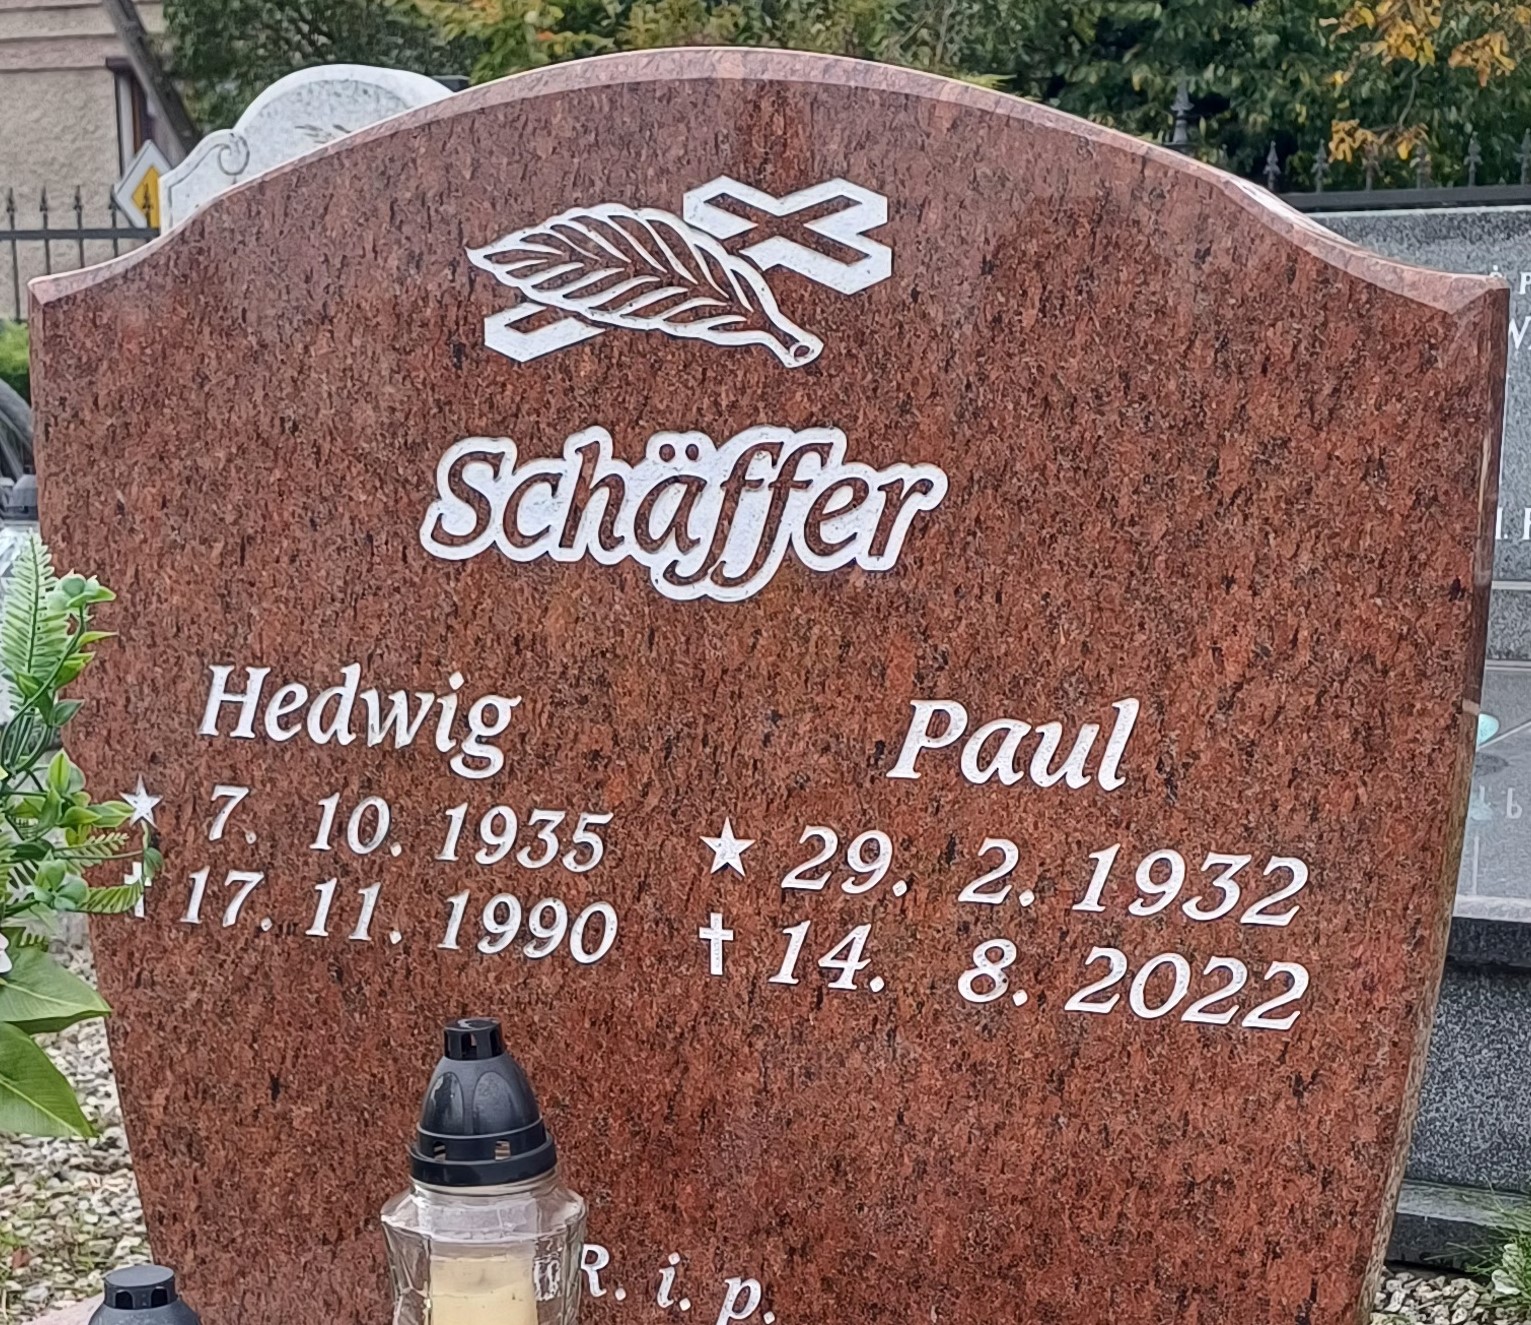 Schäffer
Hedwig
★ 7. 10. 1935
† 17. 11. 1990
Paul
★ 29. 2. 1932
† 14. 8. 2022
R. i. p.